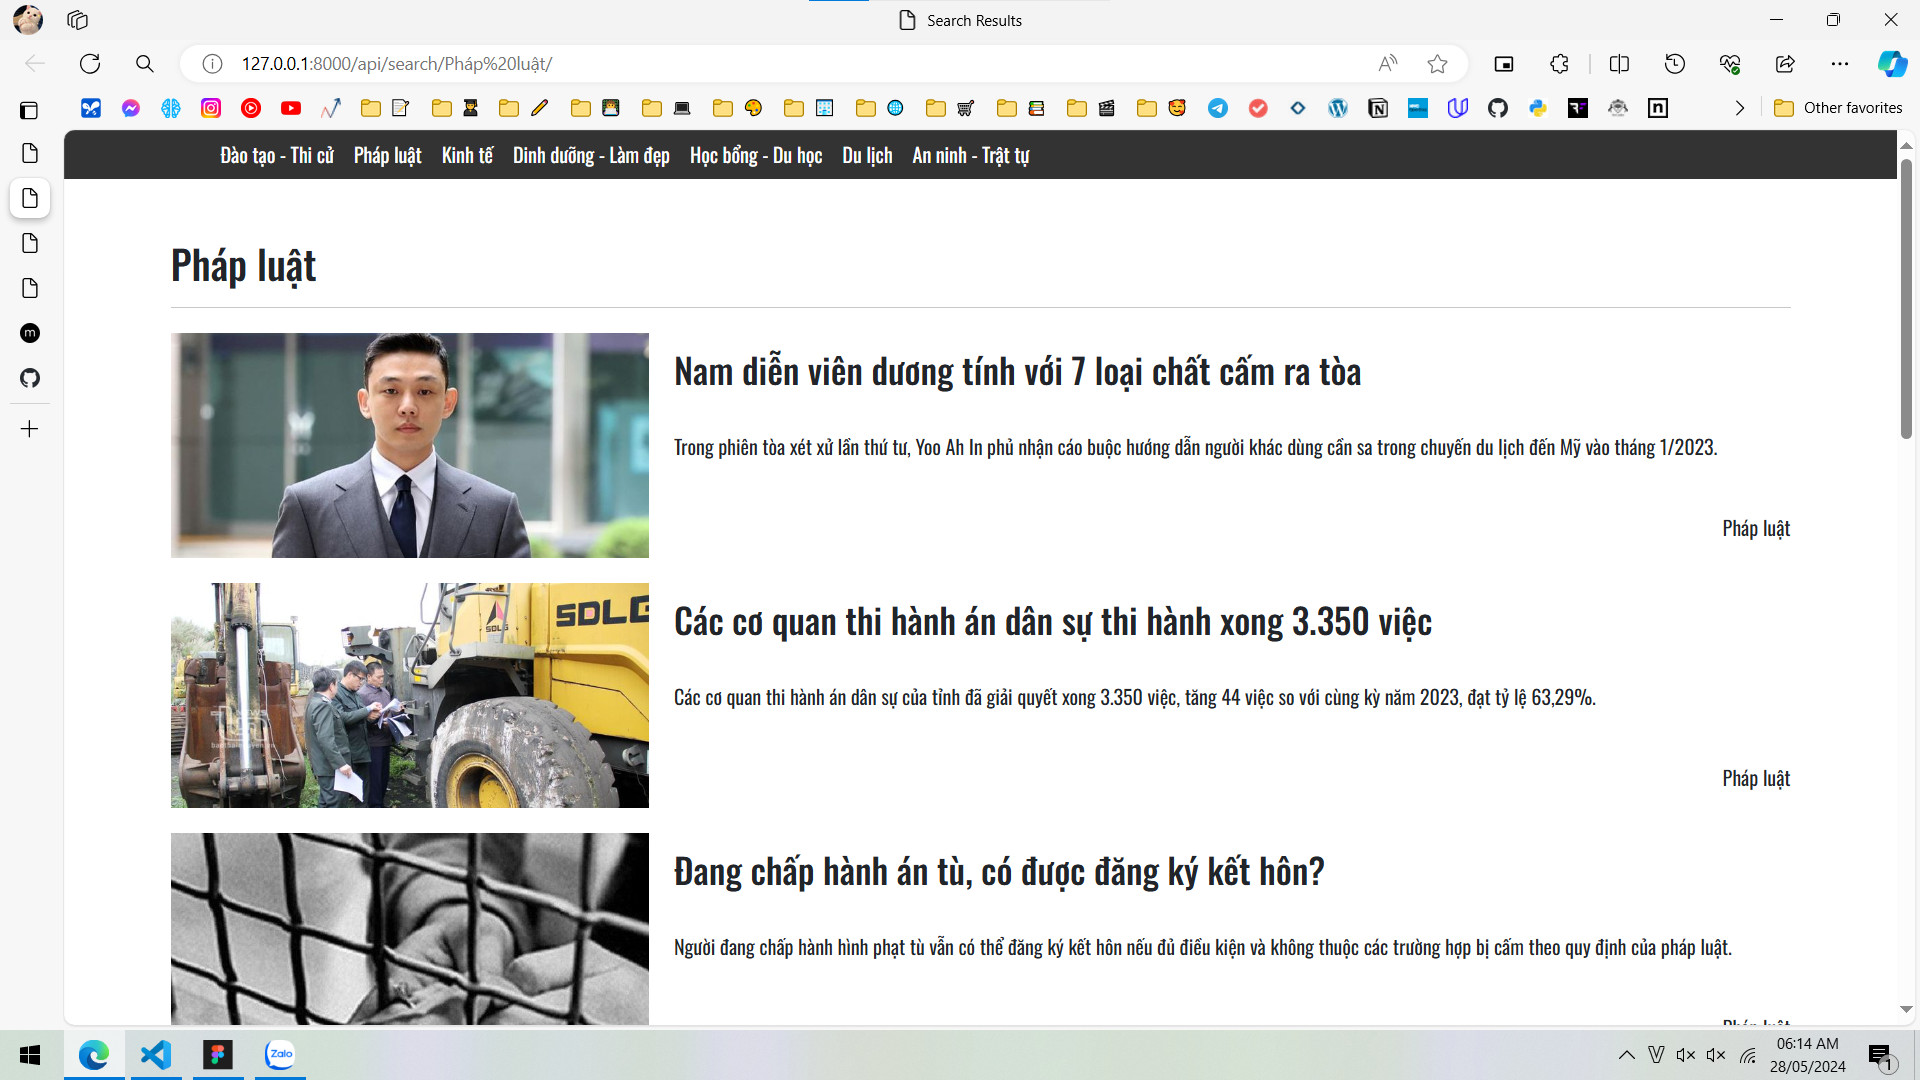 Search Results
127.0.0.1:8000/api/search/Pháp%20luật/
Other favorites
Đào tạo - Thi cử Pháp luật Kinh tế Dinh dưỡng - Làm đẹp Học bổng - Du học Du lịch An ninh - Trật tự
Pháp luật
Nam diễn viên dương tính với 7 loại chất cấm ra tòa
Trong phiên tòa xét xử lần thứ tư, Yoo Ah In phủ nhận cáo buộc hướng dẫn người khác dùng cần sa trong chuyến du lịch đến Mỹ vào tháng 1/2023.
Pháp luật
SDLG
SDLG
Các cơ quan thi hành án dân sự thi hành xong 3.350 việc
Các cơ quan thi hành án dân sự của tỉnh đã giải quyết xong 3.350 việc, tăng 44 việc so với cùng kỳ năm 2023, đạt tỷ lệ 63,29%.
Pháp luật
Đang chấp hành án tù, có được đăng ký kết hôn?
Người đang chấp hành hình phạt tù vẫn có thể đăng ký kết hôn nếu đủ điều kiện và không thuộc các trường hợp bị cấm theo quy định của pháp luật.
Pháp luật
Zalo
06:14 AM
28/05/2024
1